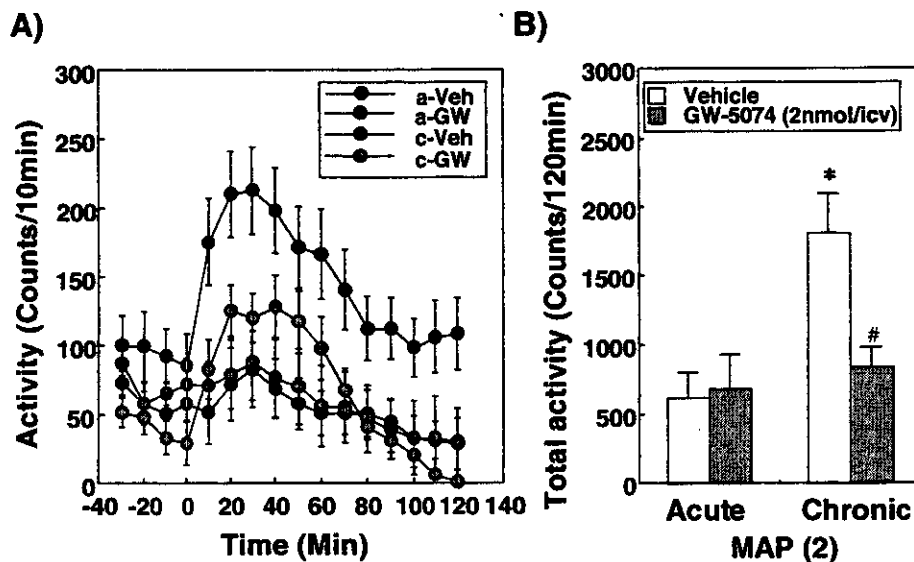 A)
300
250
200
150
100
50
0
-40 -20 0 20 40 60 80 100 120 140
Activity (Counts/10min)
Time (Min)
a-Veh
a-GW
c-Veh
c-GW
B)
3000
2500
2000
1500
1000
500
0
Total activity (Counts/120min)
Vehicle
GW-5074 (2nmol/icv)
*
#
Acute Chronic
MAP (2)